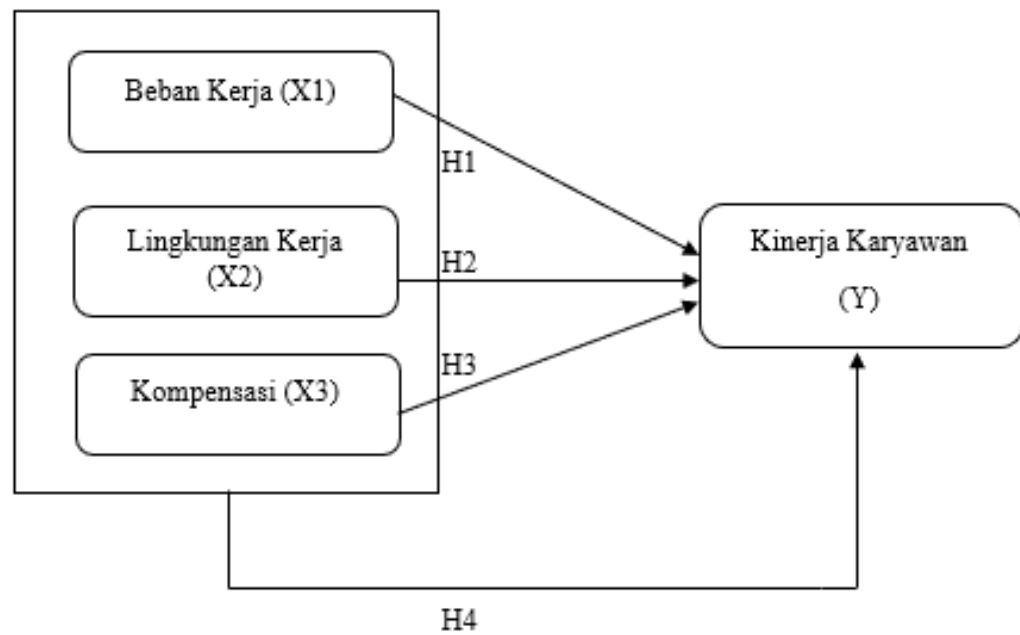 Beban Kerja (X1)
H1
Lingkungan Kerja
(X2)
H2
Kompensasi (X3)
H3
Kinerja Karyawan
(Y)
H4